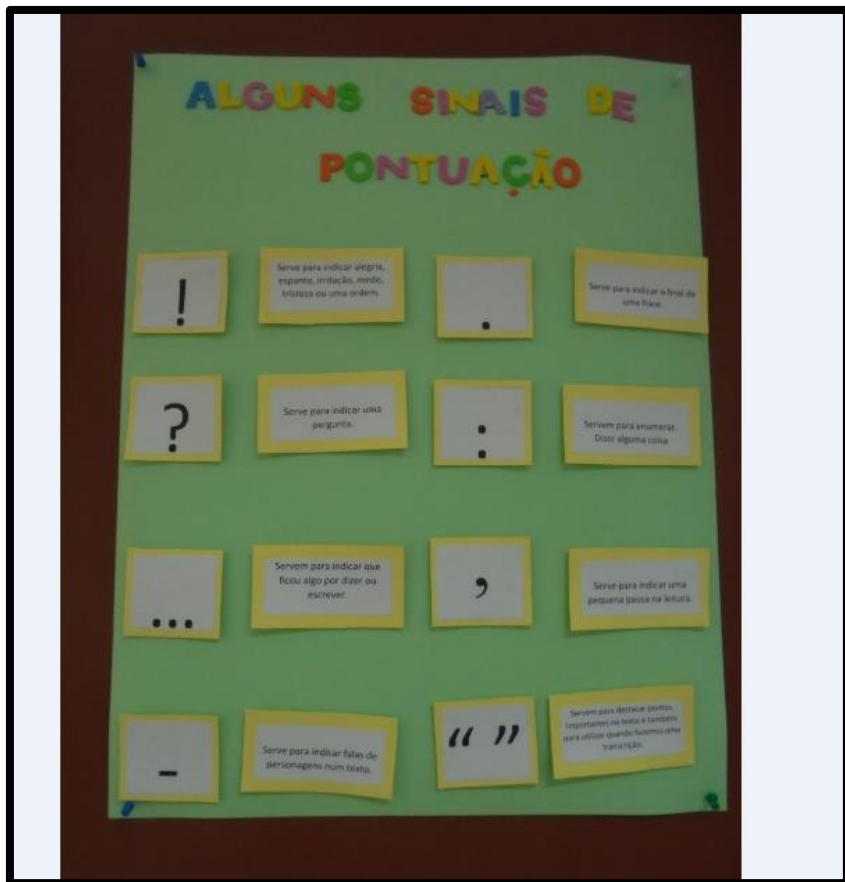 ALGUNS SINAIS DE
PONTUAÇÃO
!
Serve para indicar alegria,
espanto, irritação, medo,
tristeza ou uma ordem.
.
Serve para indicar o final de
uma frase.
?
Serve para indicar uma
pergunta.
:
Servem para enumerar.
Dizer alguma coisa
...
Servem para indicar que
ficou algo por dizer ou
escrever.
,
Serve para indicar uma
pequena pausa na leitura.
-
Serve para indicar falas de
personagens num texto.
“ ”
Servem para destacar pontos
importantes no texto e também
para utilizar quando fazemos uma
transcrição.